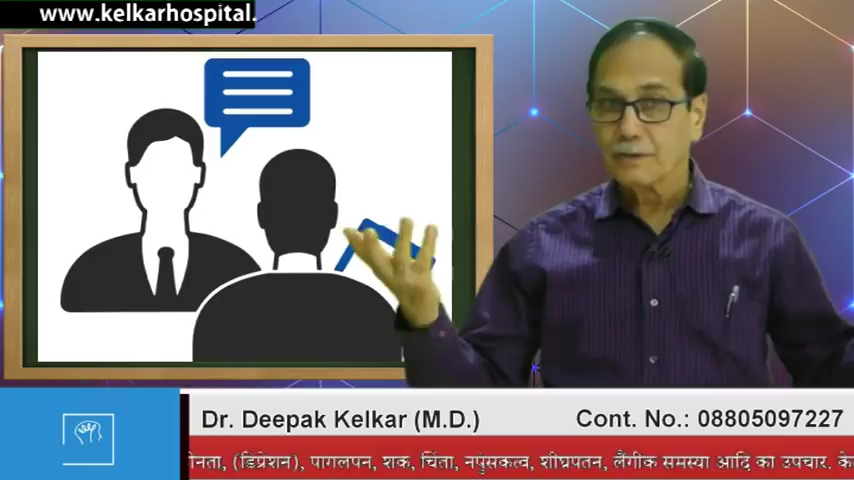 www.kelkarhospital.
Dr. Deepak Kelkar (M.D.)
Cont. No.: 08805097227
(डिप्रेशन), पागलपन, शक, चिंता, नपुंसकत्व, शीघ्रपतन, लैंगीक समस्या आदि का उपचार.